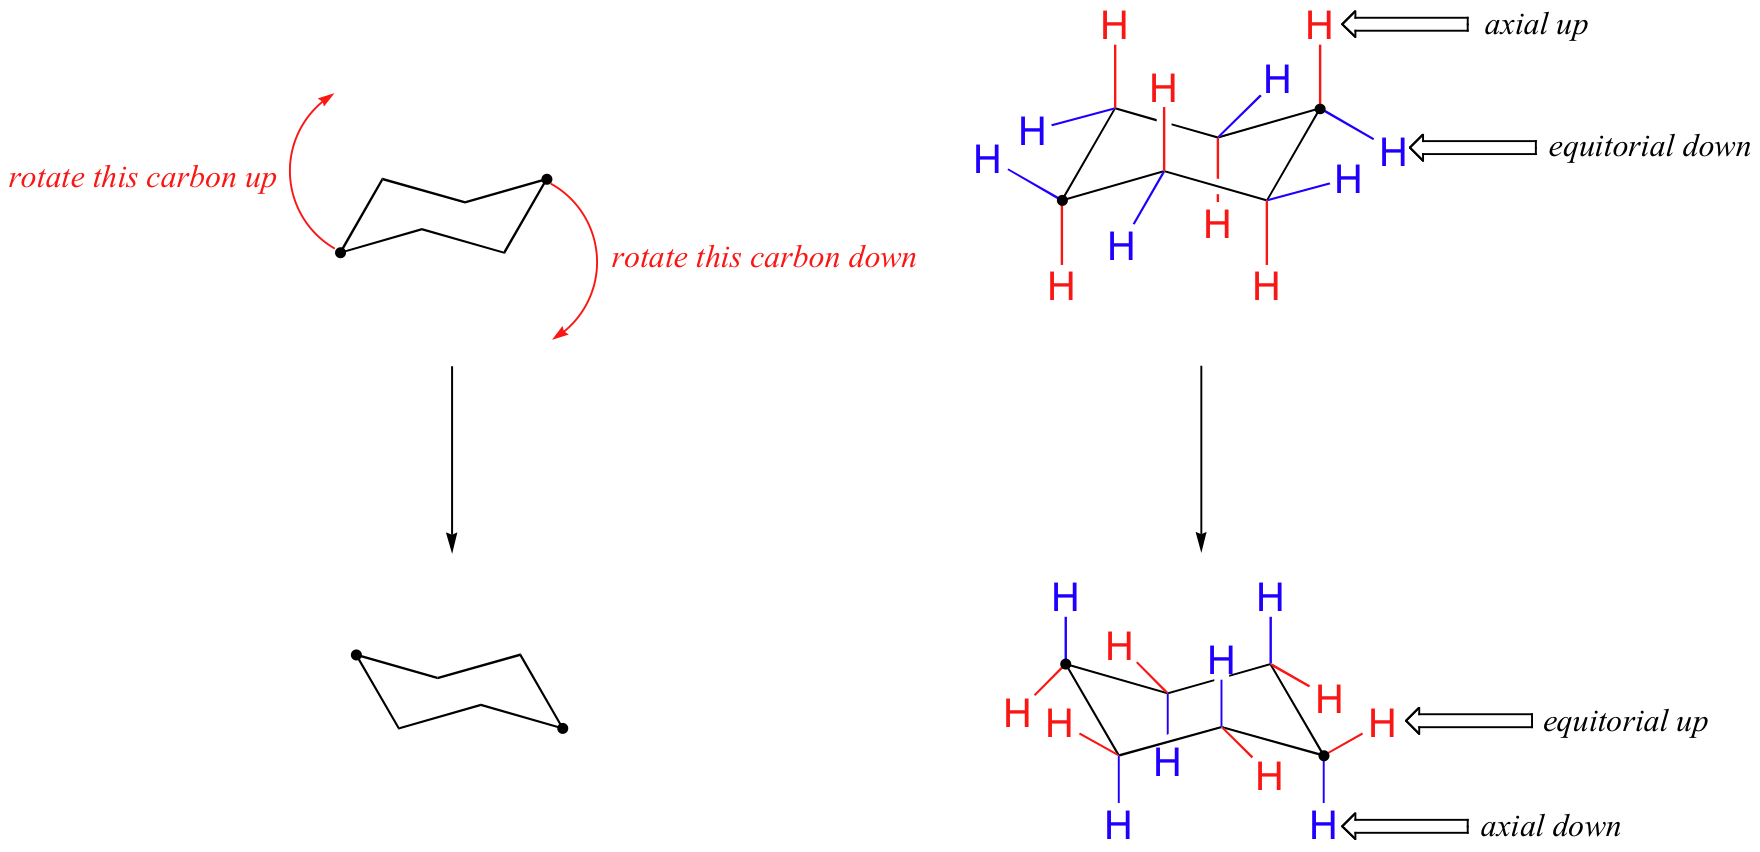 H
H
axial up
H
H
H
H
equitorial down
H
H
rotate this carbon up
H
H
rotate this carbon down
H
H
H
H
H
H
H
H
H
equitorial up
H
H
H
H
H
axial down